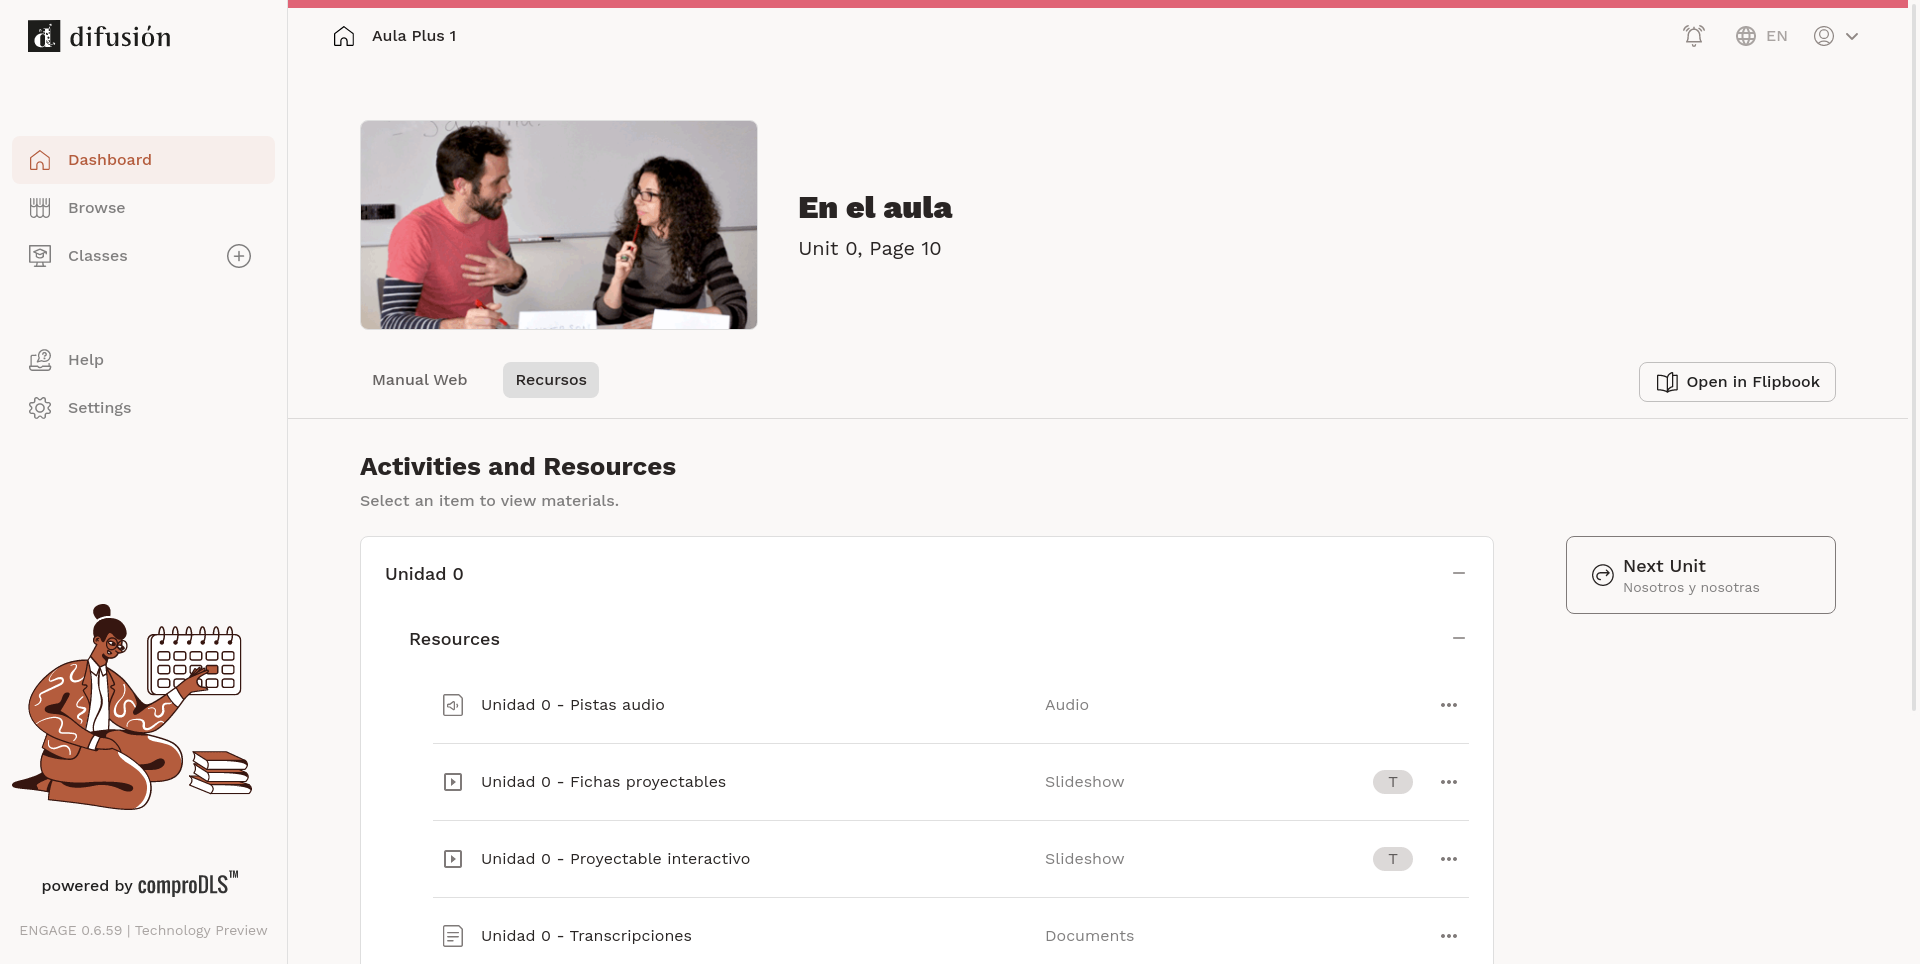 difusión
Aula Plus 1
EN
Dashboard
Browse
Classes
Help
Settings
powered by comproDLS™
ENGAGE 0.6.59 | Technology Preview
En el aula
Unit 0, Page 10
Manual Web
Recursos
Open in Flipbook
Activities and Resources
Select an item to view materials.
Unidad 0
Resources
Unidad 0 - Pistas audio Audio
Unidad 0 - Fichas proyectables Slideshow T
Unidad 0 - Proyectable interactivo Slideshow T
Unidad 0 - Transcripciones Documents
Next Unit
Nosotros y nosotras